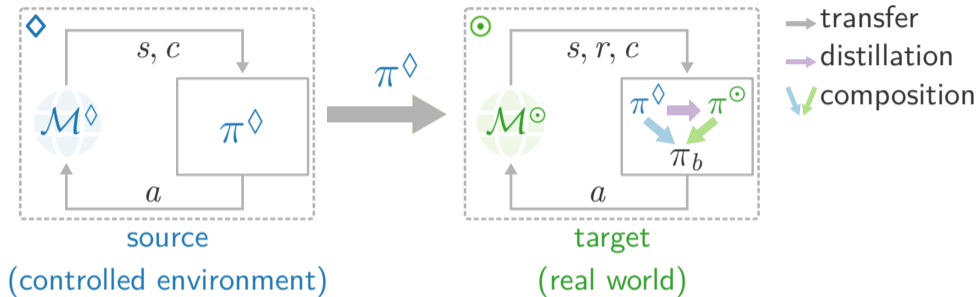 s, c
𝓜◇
π◇
a
source
(controlled environment)
π◇
s, r, c
𝓜⊙
π◇
π⊙
π_b
a
target
(real world)
transfer
distillation
composition